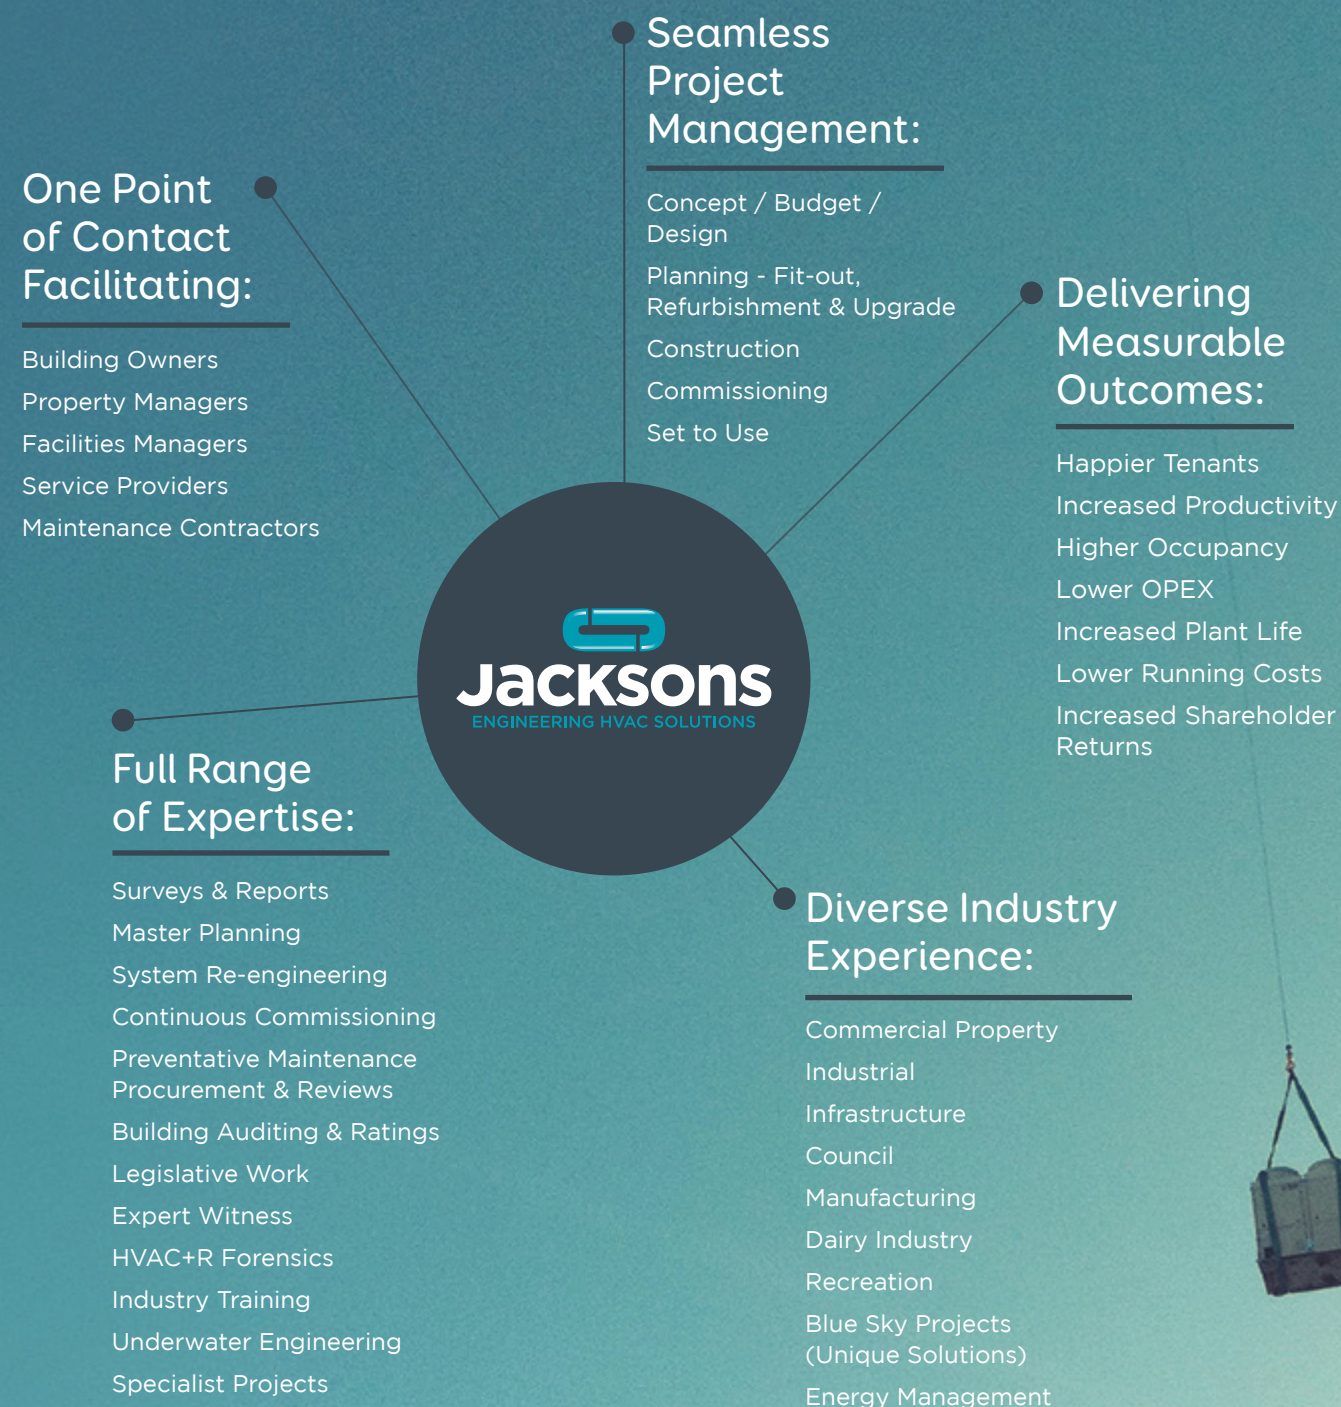 Seamless
Project
Management:
Concept / Budget /
Design
Planning - Fit-out,
Refurbishment & Upgrade
Construction
Commissioning
Set to Use
One Point
of Contact
Facilitating:
Building Owners
Property Managers
Facilities Managers
Service Providers
Maintenance Contractors
Delivering
Measurable
Outcomes:
Happier Tenants
Increased Productivity
Higher Occupancy
Lower OPEX
Increased Plant Life
Lower Running Costs
Increased Shareholder
Returns
Jacksons
ENGINEERING HVAC SOLUTIONS
Full Range
of Expertise:
Surveys & Reports
Master Planning
System Re-engineering
Continuous Commissioning
Preventative Maintenance
Procurement & Reviews
Building Auditing & Ratings
Legislative Work
Expert Witness
HVAC+R Forensics
Industry Training
Underwater Engineering
Specialist Projects
Diverse Industry
Experience:
Commercial Property
Industrial
Infrastructure
Council
Manufacturing
Dairy Industry
Recreation
Blue Sky Projects
(Unique Solutions)
Energy Management